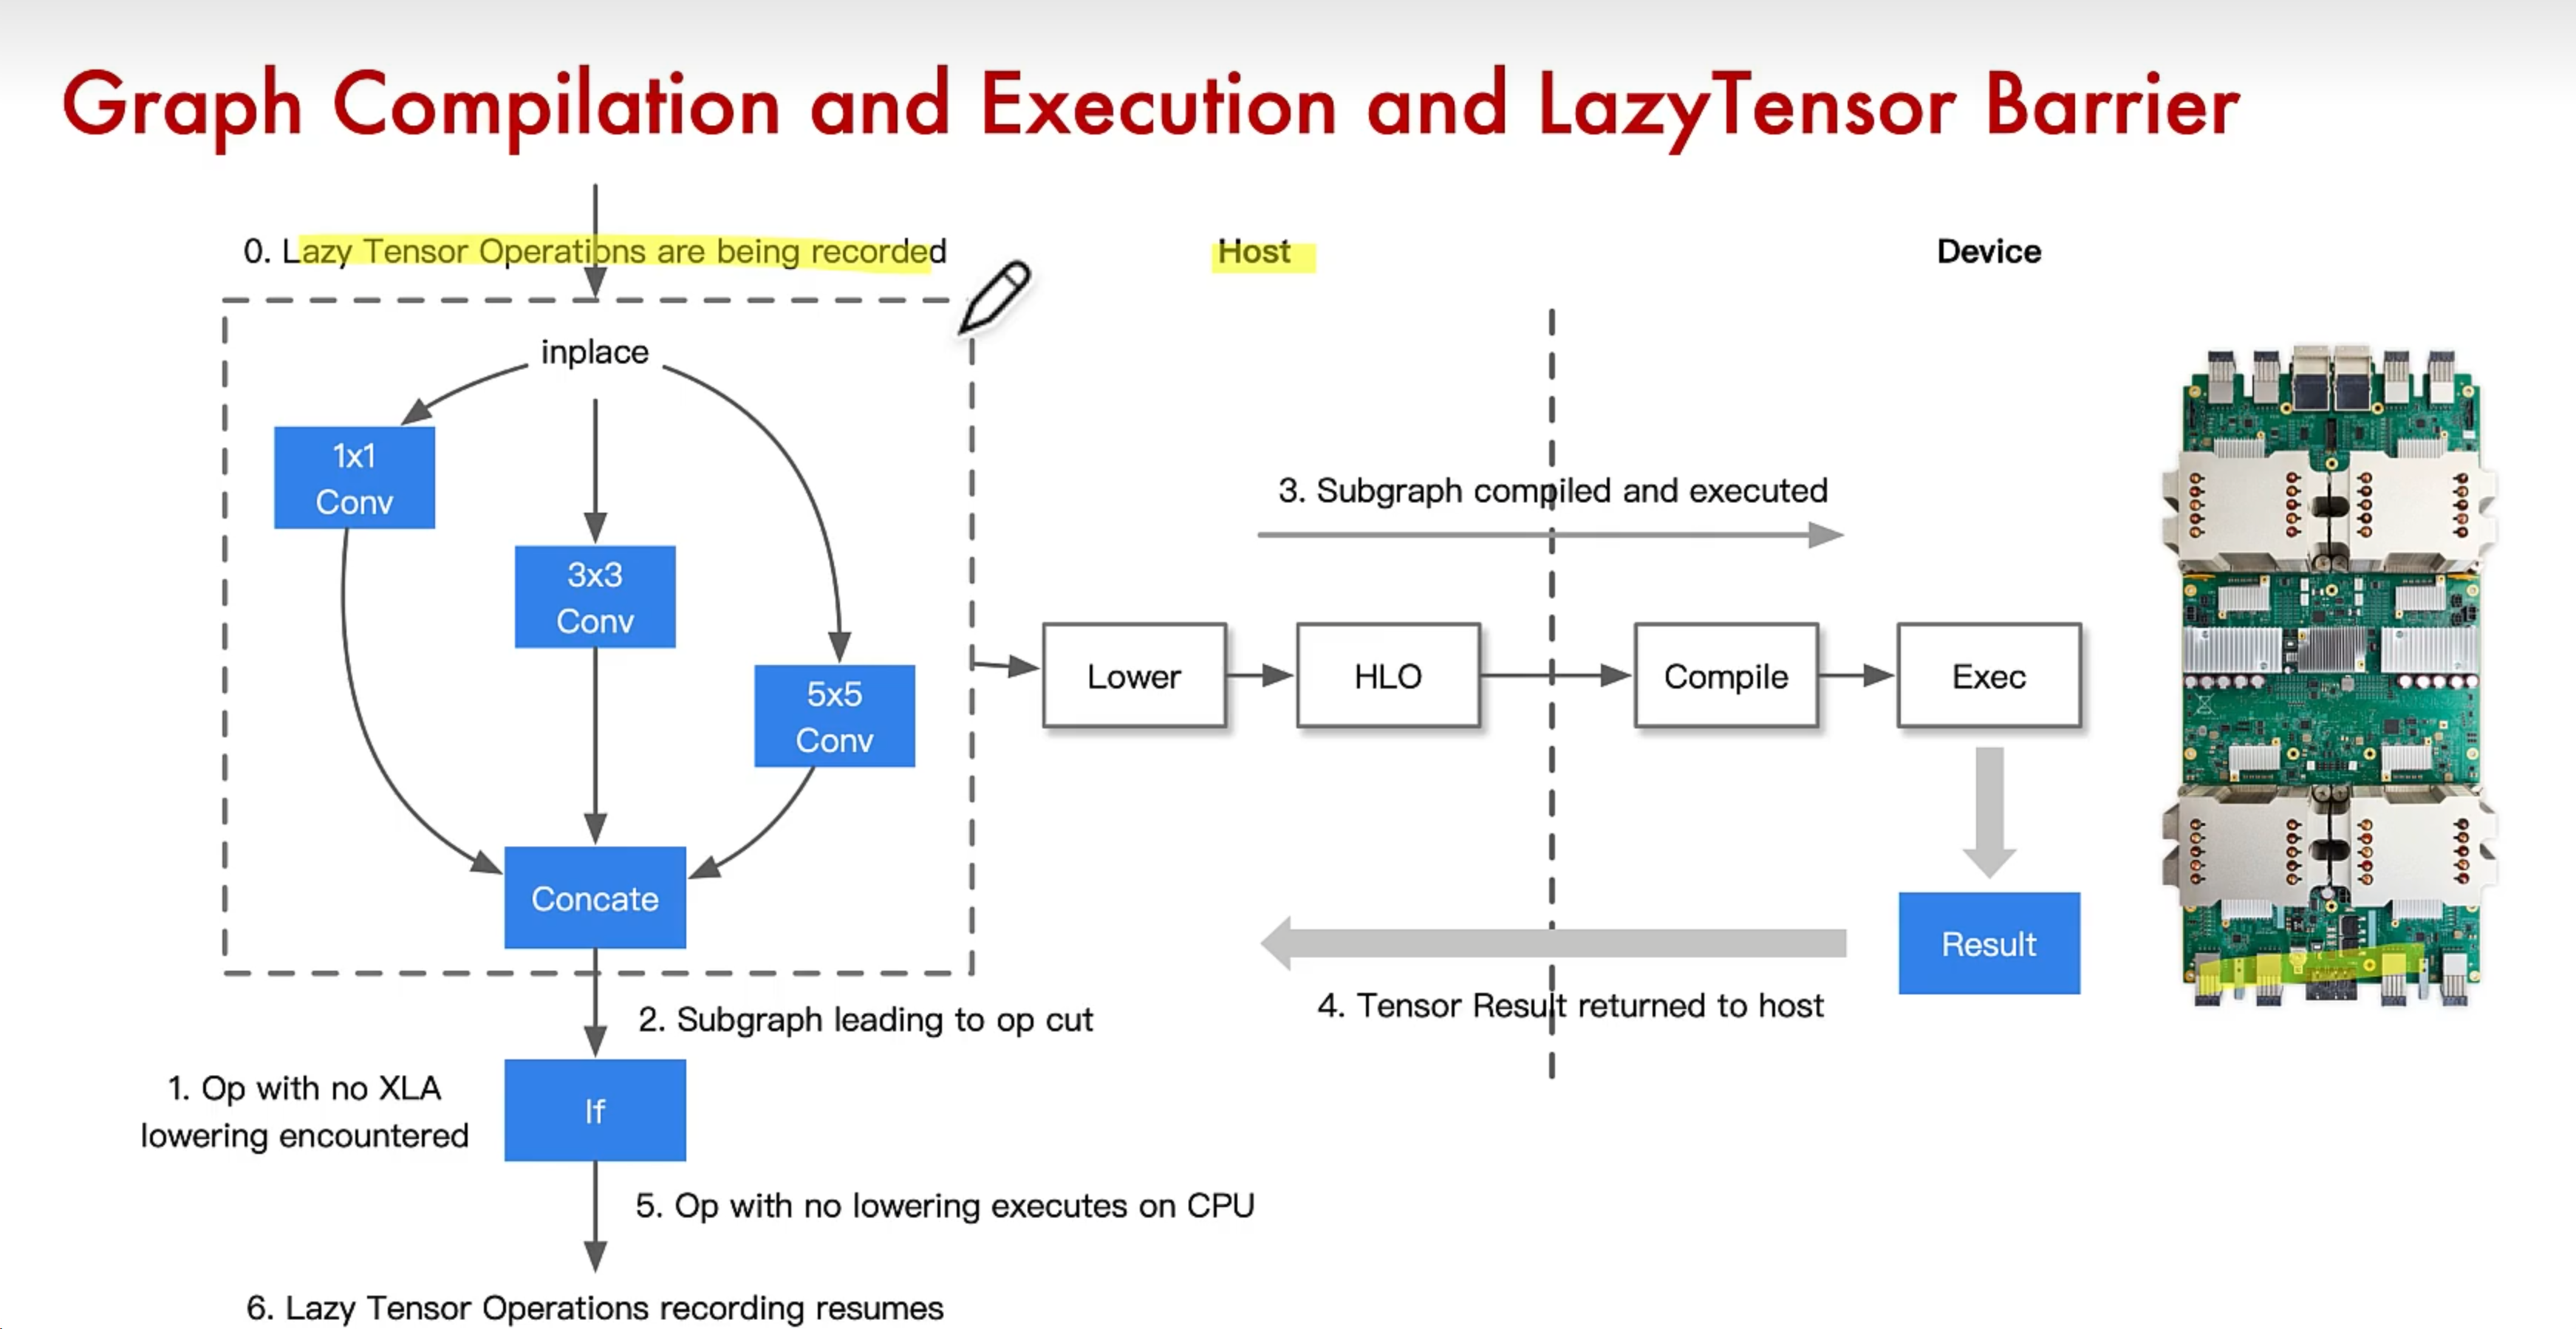 Graph Compilation and Execution and LazyTensor Barrier
0. Lazy Tensor Operations are being recorded
Host
Device
inplace
1x1
Conv
3x3
Conv
5x5
Conv
Concate
3. Subgraph compiled and executed
Lower
HLO
Compile
Exec
Result
4. Tensor Result returned to host
2. Subgraph leading to op cut
1. Op with no XLA
lowering encountered
If
5. Op with no lowering executes on CPU
6. Lazy Tensor Operations recording resumes